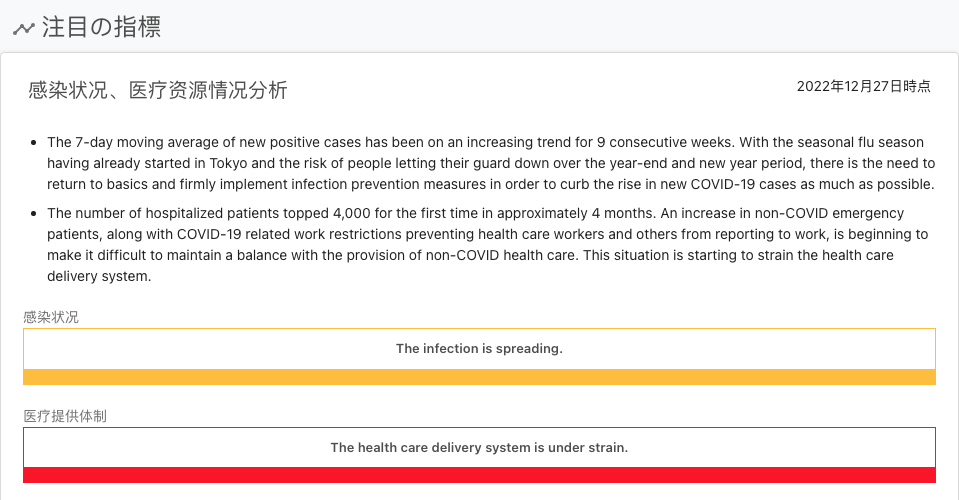 注目の指標
感染状况、医疗资源情况分析
2022年12月27日時点
The 7-day moving average of new positive cases has been on an increasing trend for 9 consecutive weeks. With the seasonal flu season
having already started in Tokyo and the risk of people letting their guard down over the year-end and new year period, there is the need to
return to basics and firmly implement infection prevention measures in order to curb the rise in new COVID-19 cases as much as possible.
The number of hospitalized patients topped 4,000 for the first time in approximately 4 months. An increase in non-COVID emergency
patients, along with COVID-19 related work restrictions preventing health care workers and others from reporting to work, is beginning to
make it difficult to maintain a balance with the provision of non-COVID health care. This situation is starting to strain the health care
delivery system.
感染状况
The infection is spreading.
医疗提供体制
The health care delivery system is under strain.